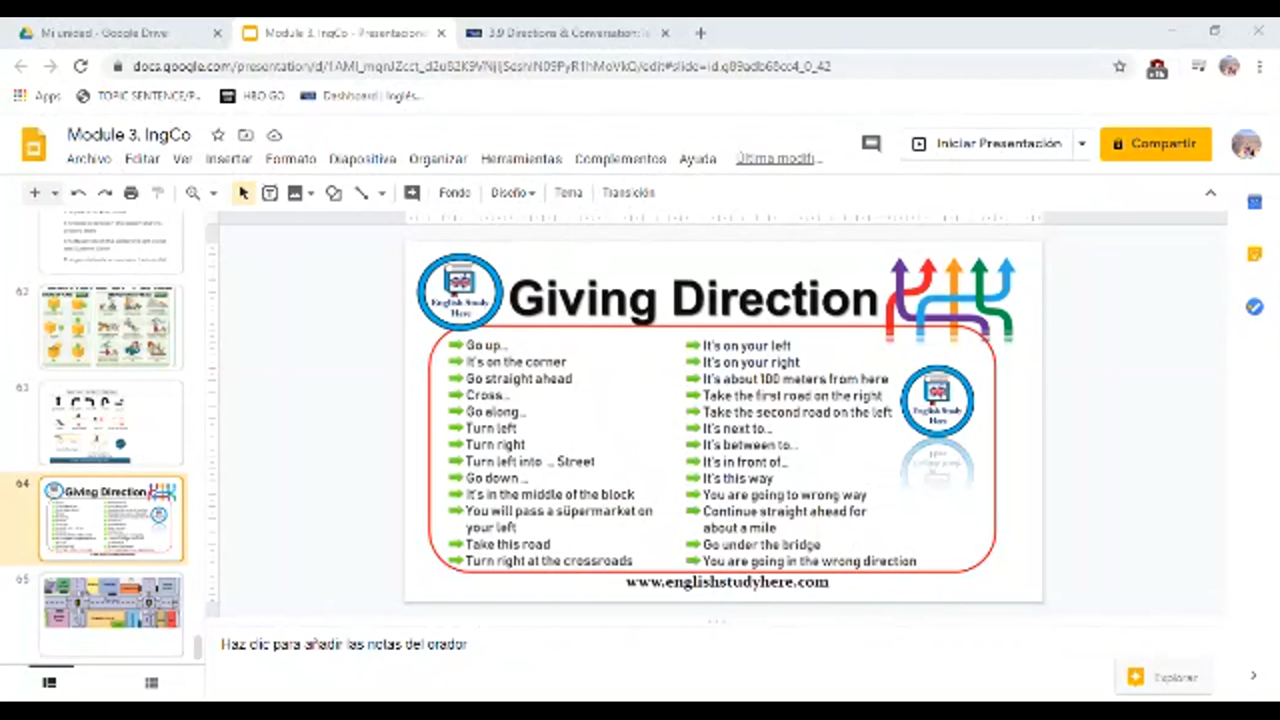 Mi unidad - Google Drive
Module 3. IngCo - Presentacione
3.9 Directions & Conversation:
Apps
TOPIC SENTENCE/P...
HBO GO
Dashboard | Inglés...
Module 3. IngCo
Archivo Editar Ver Insertar Formato Diapositiva Organizar Herramientas Complementos Ayuda Última modifi...
Iniciar Presentación
Compartir
Fondo Diseño Tema Transición
62
63
64
Giving Direction
65
English Study
Here
Giving Direction
Go up...
It's on the corner
Go straight ahead
Cross...
Go along...
Turn left
Turn right
Turn left into ... Street
Go down ...
It's in the middle of the block
You will pass a supermarket on
your left
Take this road
Turn right at the crossroads
It's on your left
It's on your right
It's about 100 meters from here
Take the first road on the right
Take the second road on the left
It's next to...
It's between to...
It's in front of...
It's this way
You are going to wrong way
Continue straight ahead for
about a mile
Go under the bridge
You are going in the wrong direction
English Study
Here
www.englishstudyhere.com
Haz clic para añadir las notas del orador
Explorar